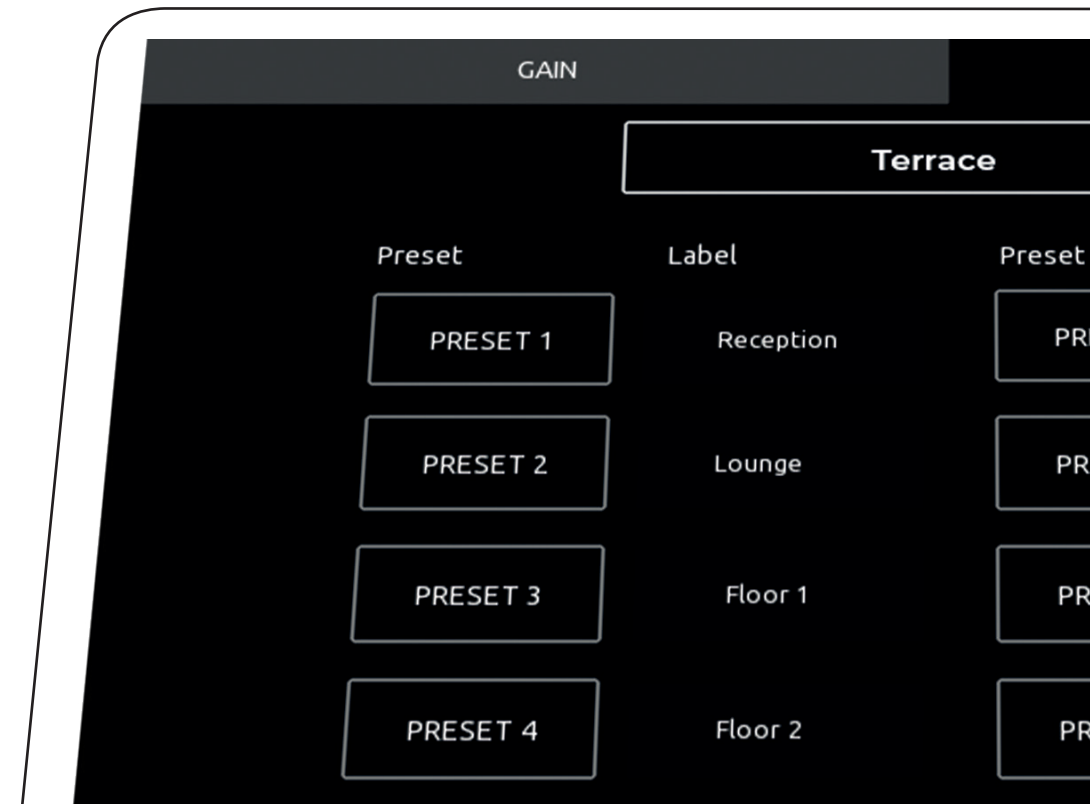 GAIN
Terrace
Preset Label Preset
PRESET 1 Reception
PRESET 2 Lounge
PRESET 3 Floor 1
PRESET 4 Floor 2